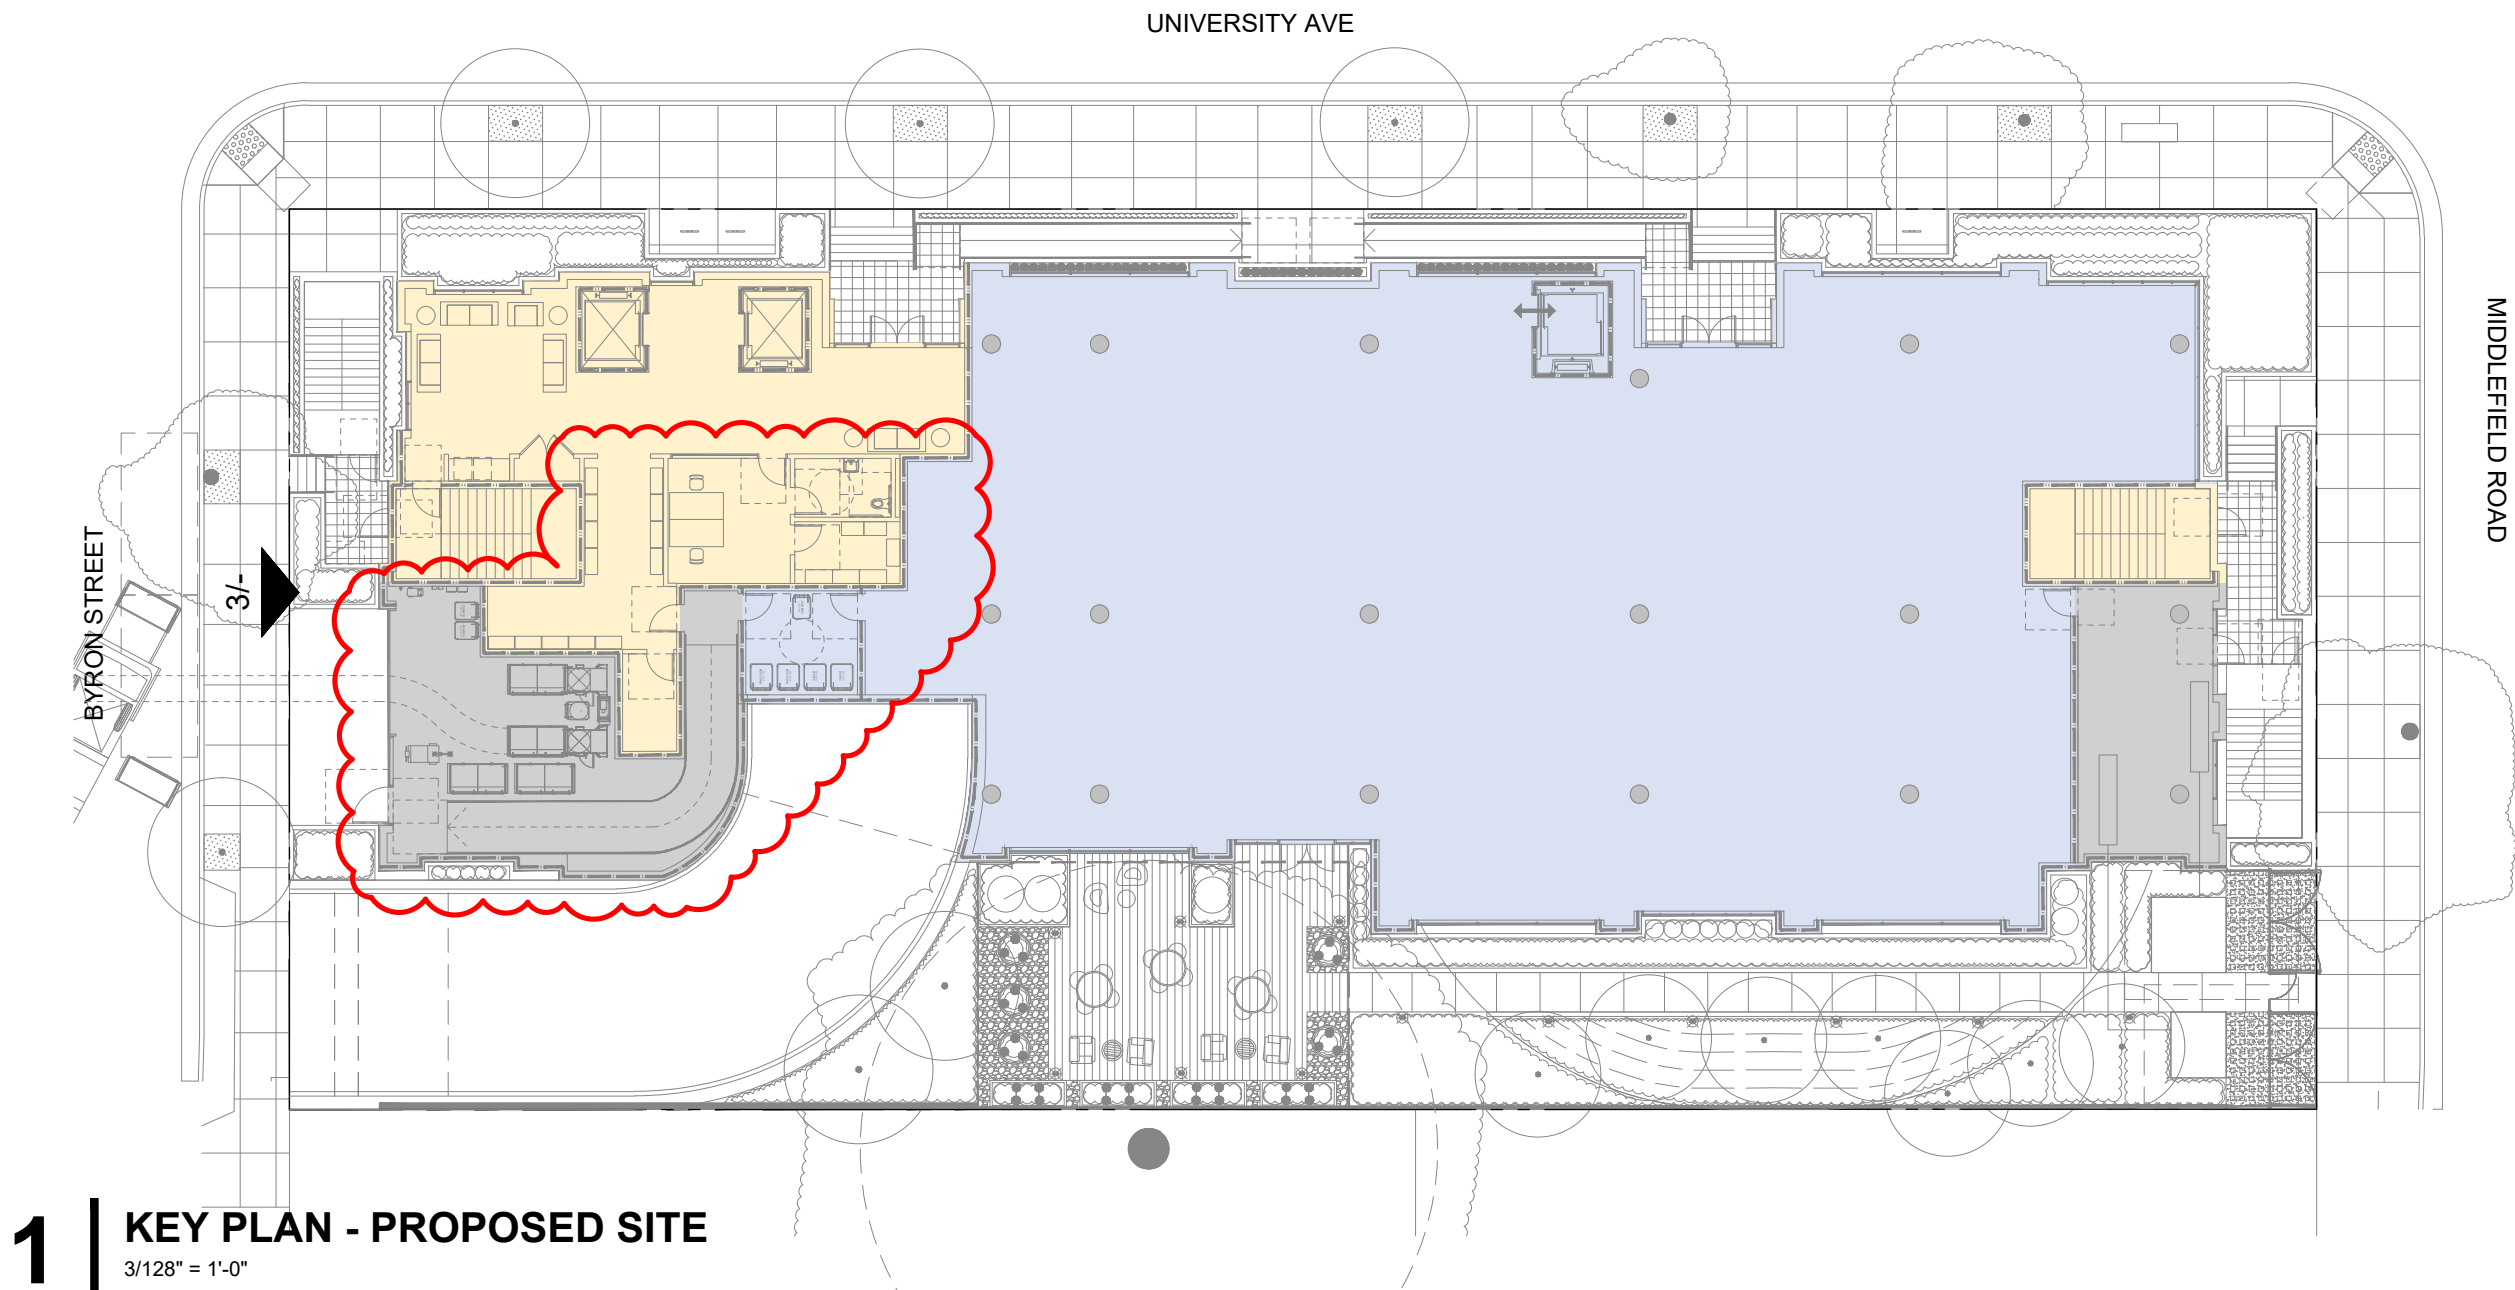 UNIVERSITY AVE
MIDDLEFIELD ROAD
BYRON STREET
3/-
1
KEY PLAN - PROPOSED SITE
3/128" = 1'-0"